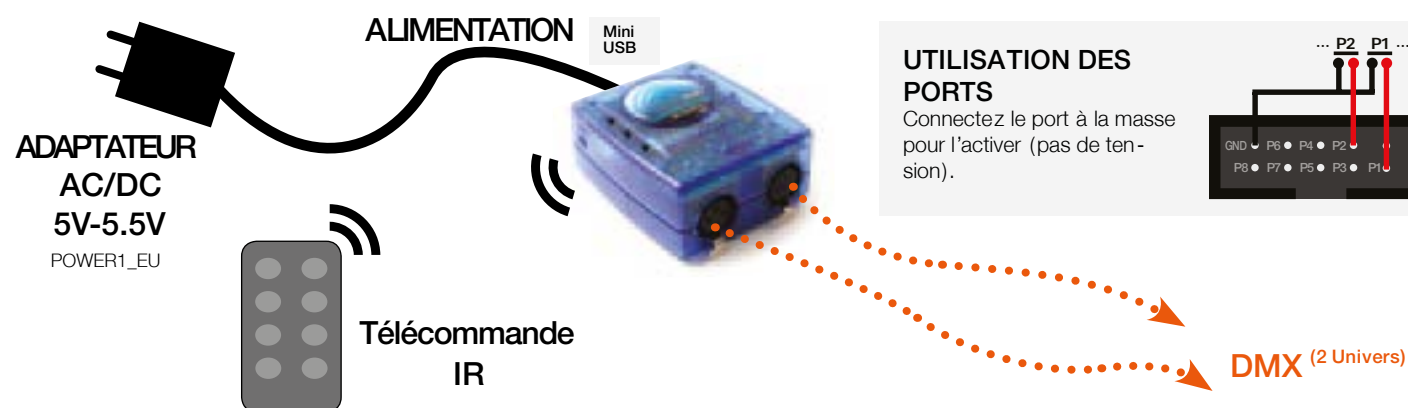 ALIMENTATION
Mini
USB
ADAPTATEUR
AC/DC
5V-5.5V
POWER1_EU
Télécommande
IR
UTILISATION DES
PORTS
Connectez le port à la masse
pour l'activer (pas de ten-
sion).
... P2 P1 ...
GND P6 P4 P2
P8 P7 P5 P3 P1
DMX (2 Univers)